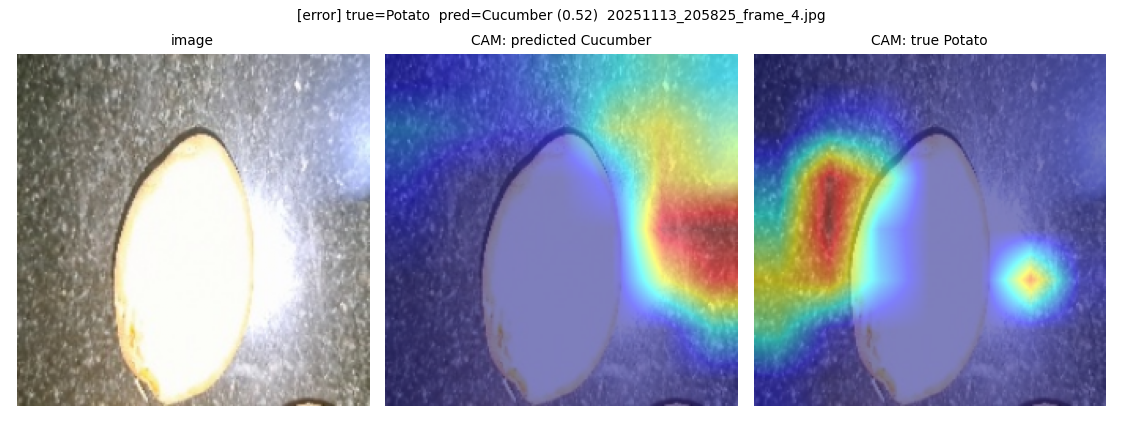 [error] true=Potato  pred=Cucumber (0.52)  20251113_205825_frame_4.jpg
image
CAM: predicted Cucumber
CAM: true Potato